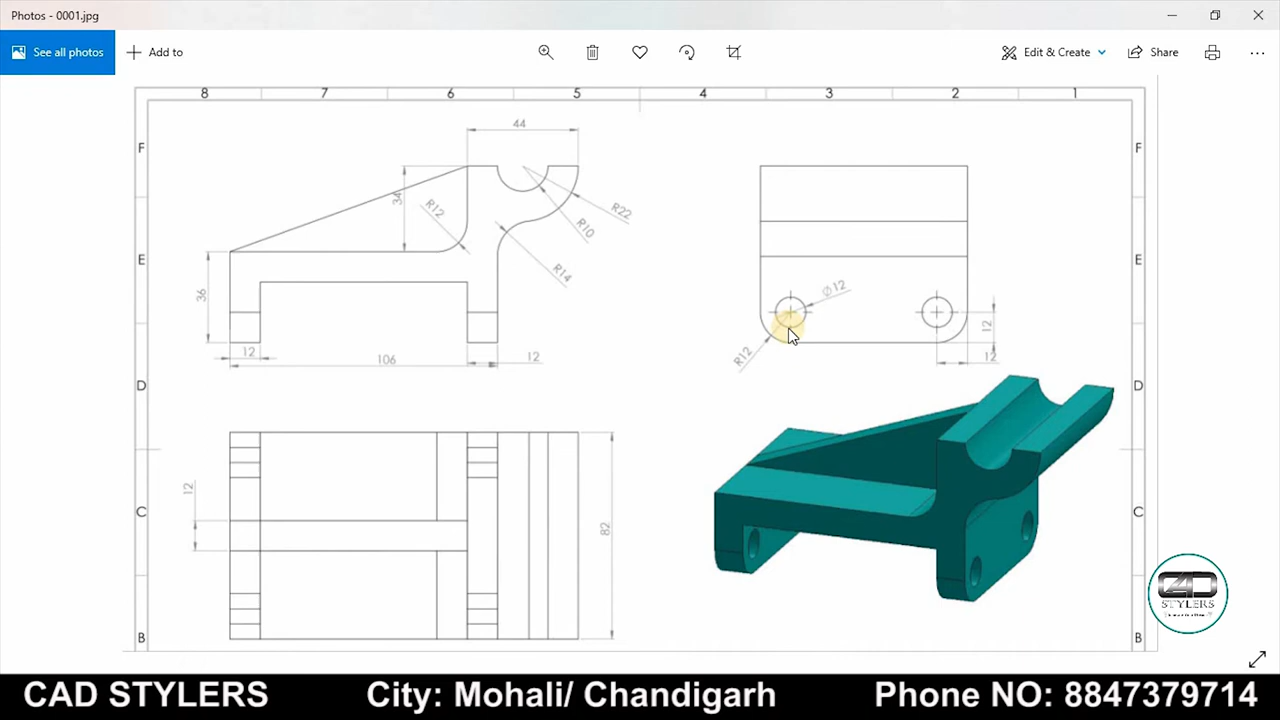 Photos - 0001.jpg
See all photos
Add to
Edit & Create
Share
8 7 6 5 4 3 2 1
F F
44
34
R12
R22
R10
R14
E E
36
Ø12
12
R12
12
12
106
12
D D
12
82
C C
CAD
STYLERS
B B
CAD STYLERS City: Mohali/ Chandigarh Phone NO: 8847379714